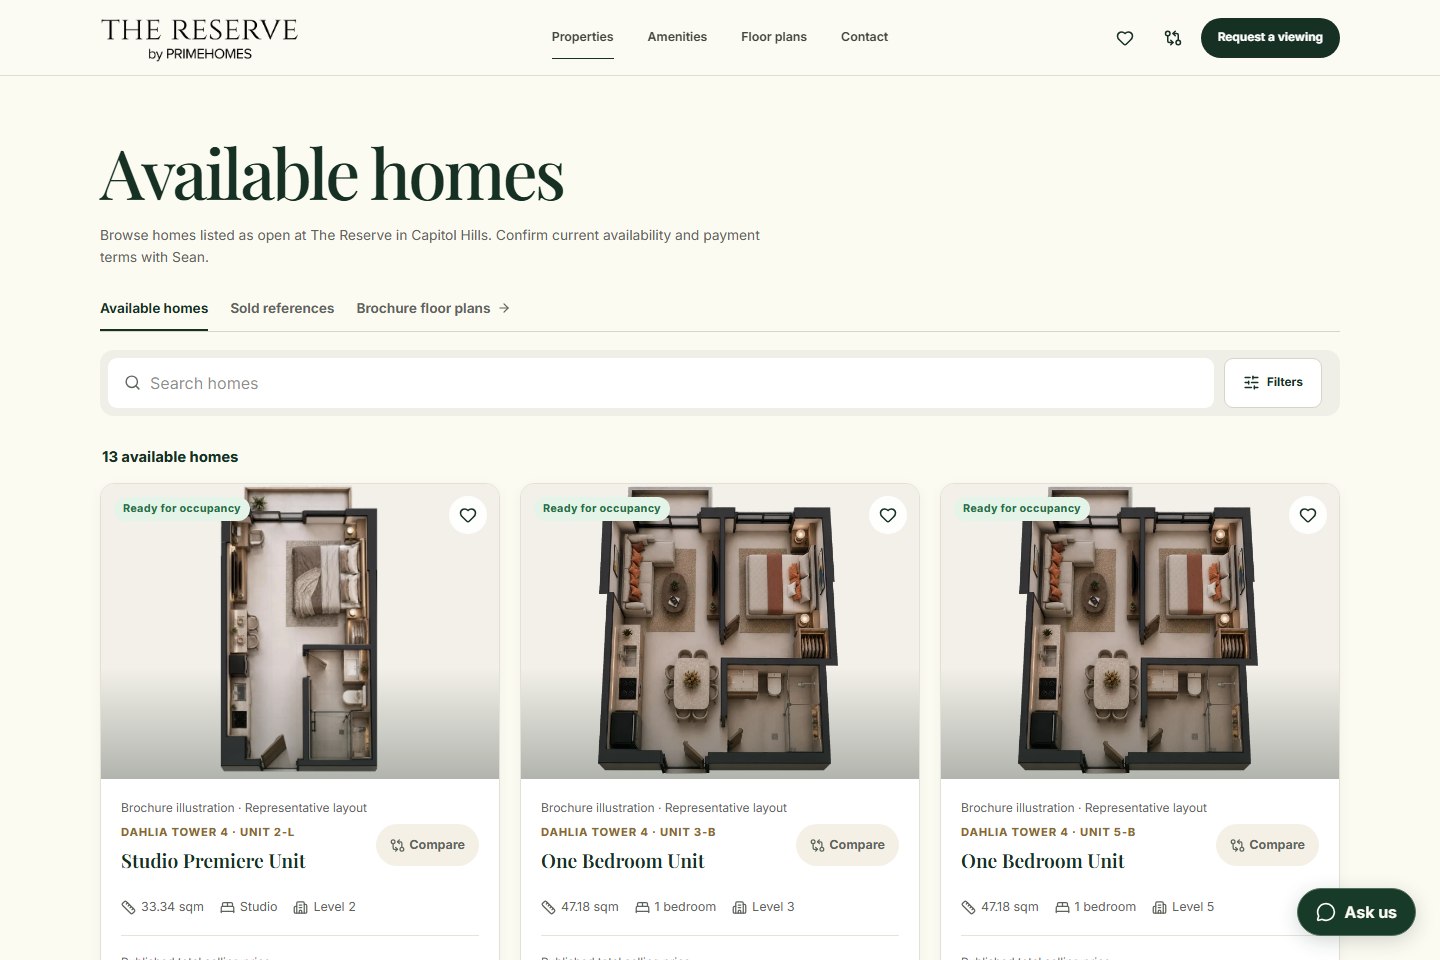 THE RESERVE
by PRIMEHOMES
Properties
Amenities
Floor plans
Contact
Request a viewing
Available homes
Browse homes listed as open at The Reserve in Capitol Hills. Confirm current availability and payment
terms with Sean.
Available homes
Sold references
Brochure floor plans →
Search homes
Filters
13 available homes
Ready for occupancy
Brochure illustration · Representative layout
DAHLIA TOWER 4 · UNIT 2-L
Studio Premiere Unit
Compare
33.34 sqm
Studio
Level 2
Ready for occupancy
Brochure illustration · Representative layout
DAHLIA TOWER 4 · UNIT 3-B
One Bedroom Unit
Compare
47.18 sqm
1 bedroom
Level 3
Ready for occupancy
Brochure illustration · Representative layout
DAHLIA TOWER 4 · UNIT 5-B
One Bedroom Unit
Compare
47.18 sqm
1 bedroom
Level 5
Ask us